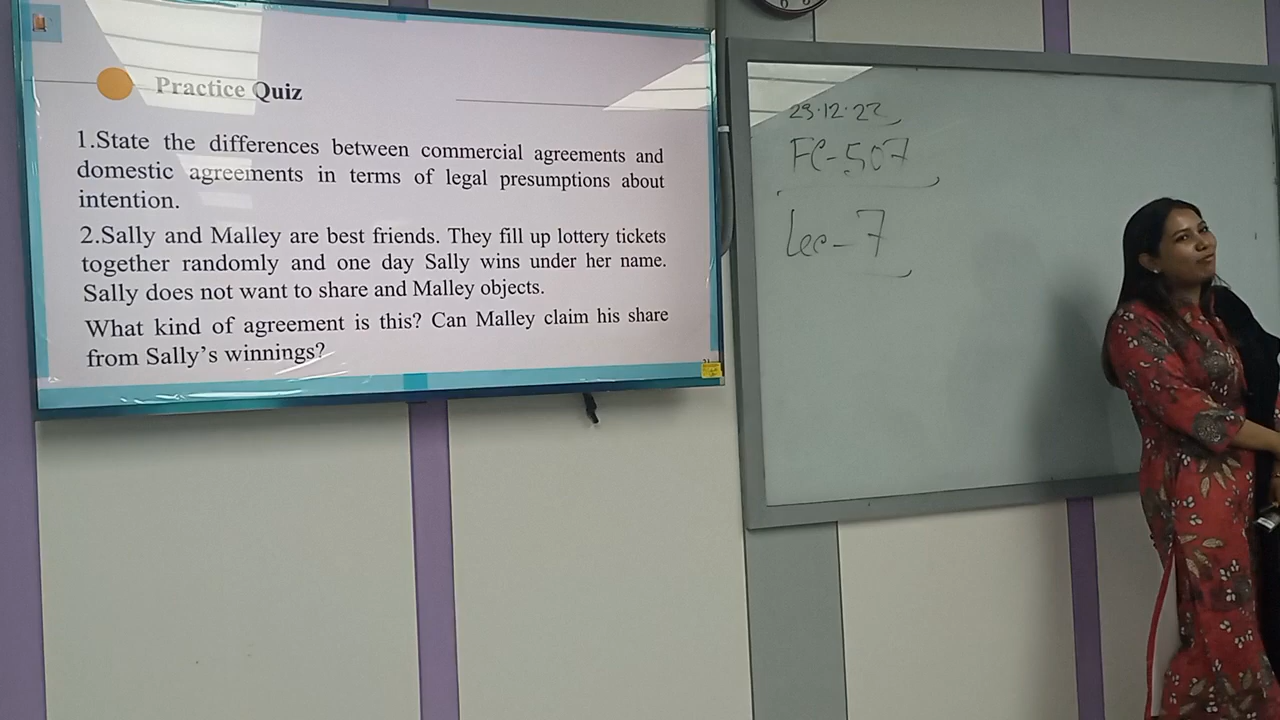 Practice Quiz
1.State the differences between commercial agreements and
domestic agreements in terms of legal presumptions about
intention.
2.Sally and Malley are best friends. They fill up lottery tickets
together randomly and one day Sally wins under her name.
Sally does not want to share and Malley objects.
What kind of agreement is this? Can Malley claim his share
from Sally's winnings?
FC-507
Lec-7